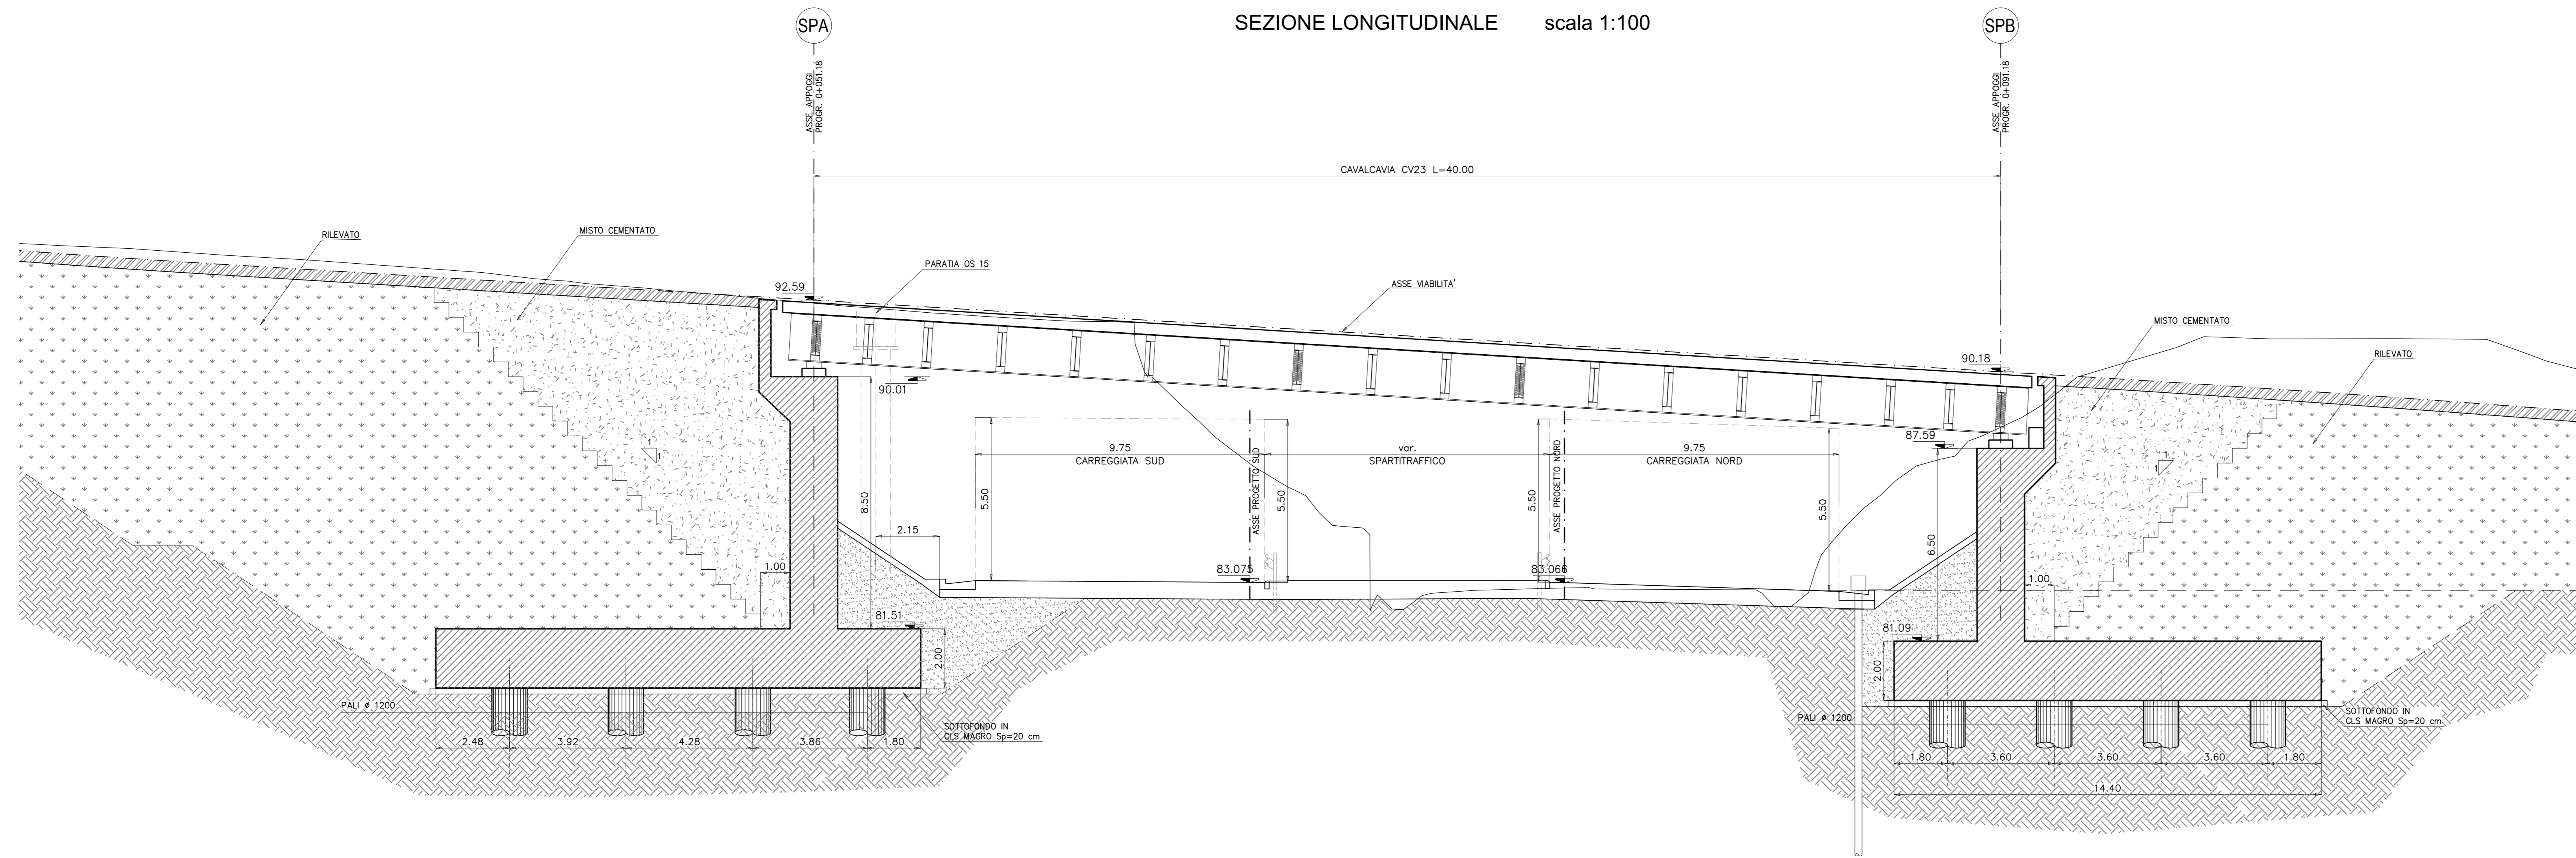 SPA
SEZIONE LONGITUDINALE scala 1:100
SPB
ASSE APPOGGI
PROGR. 0+051.18
ASSE APPOGGI
PROGR. 0+091.18
CAVALCAVIA CV23 L=40.00
RILEVATO
MISTO CEMENTATO
PARATIA OS 15
ASSE VIABILITA'
92.59
90.18
MISTO CEMENTATO
RILEVATO
90.01
87.59
9.75
CARREGGIATA SUD
var.
SPARTITRAFFICO
9.75
CARREGGIATA NORD
ASSE PROGETTO SUD
ASSE PROGETTO NORD
8.50
5.50
5.50
5.50
5.50
6.50
1
1
1
1
2.15
1.00
83.075
83.066
1.00
81.51
81.09
2.00
2.00
PALI ø 1200
SOTTOFONDO IN
CLS MAGRO Sp=20 cm
PALI ø 1200
SOTTOFONDO IN
CLS MAGRO Sp=20 cm
2.48
3.92
4.28
3.86
1.80
1.80
3.60
3.60
3.60
1.80
14.40